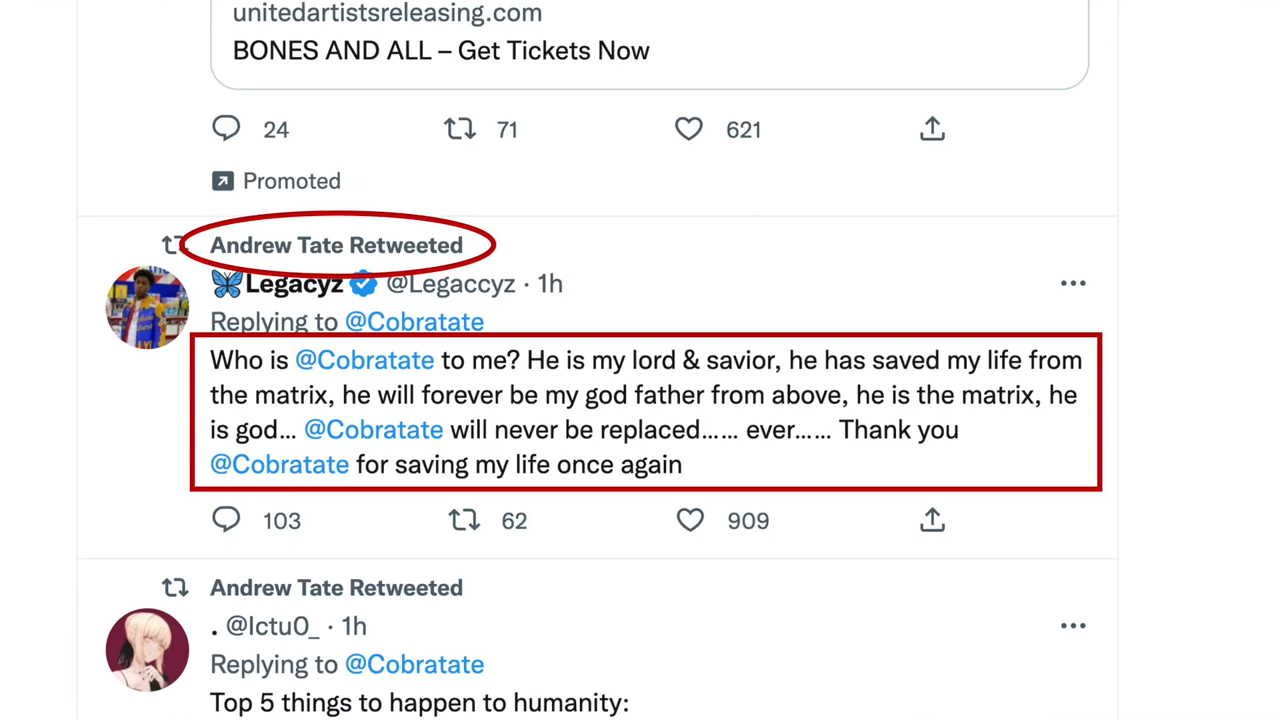 unitedartistsreleasing.com
BONES AND ALL – Get Tickets Now
24 71 621
Promoted
Andrew Tate Retweeted
Legacyz @Legaccyz · 1h
Replying to @Cobratate
Who is @Cobratate to me? He is my lord & savior, he has saved my life from
the matrix, he will forever be my god father from above, he is the matrix, he
is god... @Cobratate will never be replaced...... ever...... Thank you
@Cobratate for saving my life once again
103 62 909
Andrew Tate Retweeted
. @Ictu0_ · 1h
Replying to @Cobratate
Top 5 things to happen to humanity: